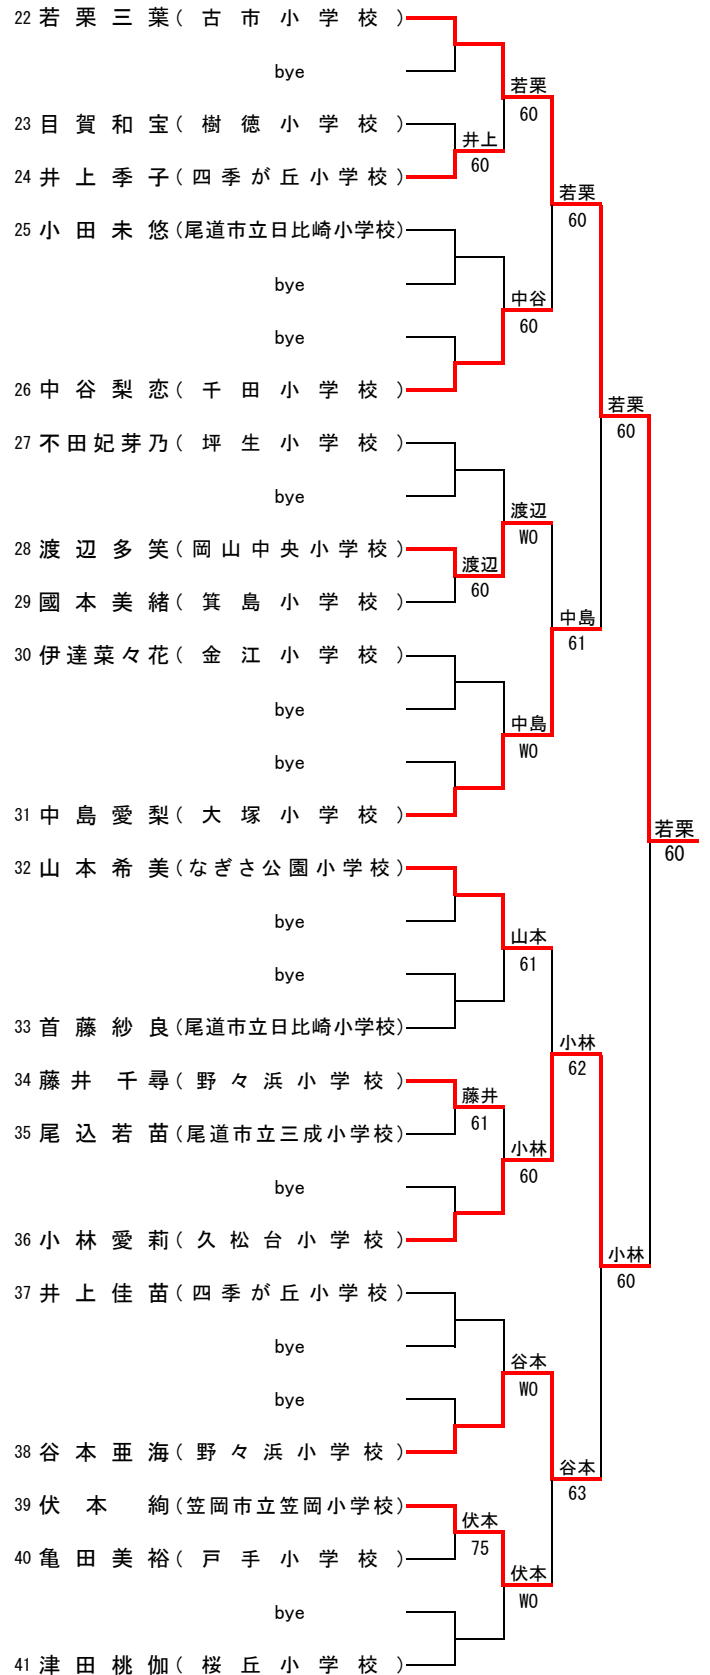 22 若栗三葉(古市小学校)
bye
若栗
60
23 目賀和宝(樹徳小学校)
井上
60
24 井上季子(四季が丘小学校)
若栗
60
25 小田未悠(尾道市立日比崎小学校)
bye
中谷
60
bye
26 中谷梨恋(千田小学校)
若栗
60
27 不田妃芽乃(坪生小学校)
bye
渡辺
WO
28 渡辺多笑(岡山中央小学校)
渡辺
60
29 國本美緒(箕島小学校)
中島
61
30 伊達菜々花(金江小学校)
bye
中島
WO
bye
31 中島愛梨(大塚小学校)
若栗
60
32 山本希美(なぎさ公園小学校)
bye
山本
61
bye
33 首藤紗良(尾道市立日比崎小学校)
小林
62
34 藤井千尋(野々浜小学校)
藤井
61
35 尾込若苗(尾道市立三成小学校)
小林
60
bye
36 小林愛莉(久松台小学校)
小林
60
37 井上佳苗(四季が丘小学校)
bye
谷本
WO
bye
38 谷本亜海(野々浜小学校)
谷本
63
39 伏本絢(笠岡市立笠岡小学校)
伏本
75
40 亀田美裕(戸手小学校)
伏本
WO
bye
41 津田桃伽(桜丘小学校)